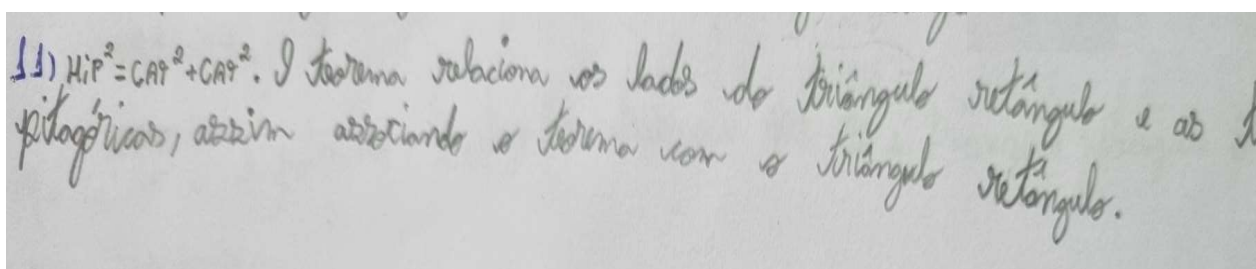 11) HiP²=CAT²+CAT². O teorema relaciona os lados do triângulo retângulo e as
pitagóricas, assim associando o teorema com o triângulo retângulo.